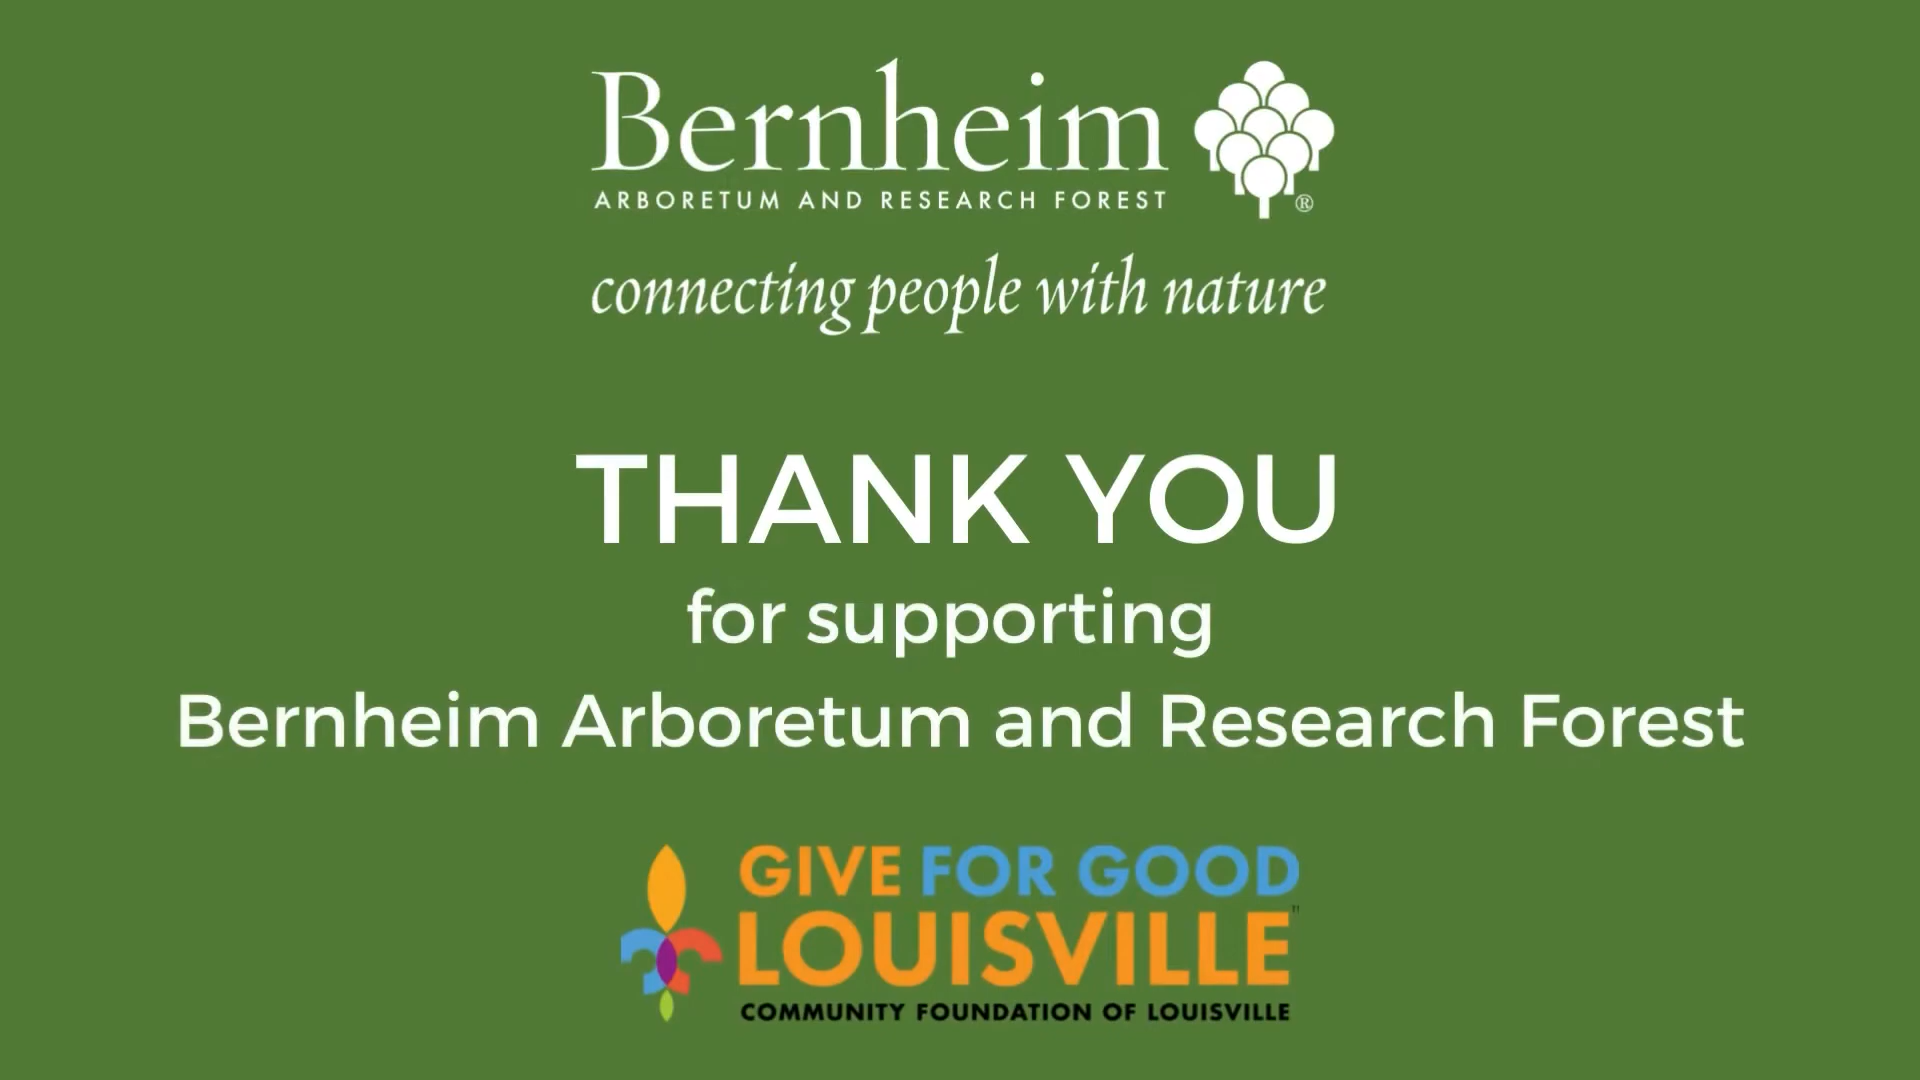 Bernheim
ARBORETUM AND RESEARCH FOREST ®
connecting people with nature
THANK YOU
for supporting
Bernheim Arboretum and Research Forest
GIVE FOR GOOD
LOUISVILLE™
COMMUNITY FOUNDATION OF LOUISVILLE